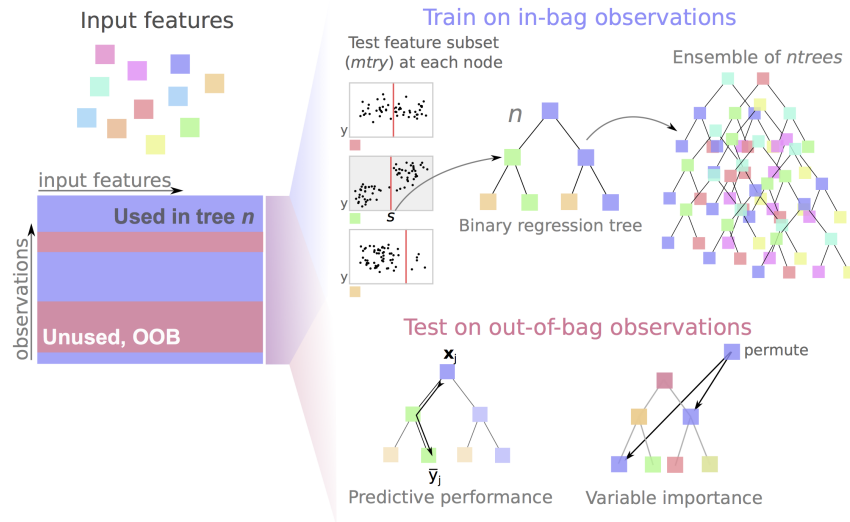 Input features
input features
observations
Used in tree n
Unused, OOB
Train on in-bag observations
Test feature subset
(mtry) at each node
y
y
s
y
n
Binary regression tree
Ensemble of ntrees
Test on out-of-bag observations
xj
y̅j
Predictive performance
permute
Variable importance